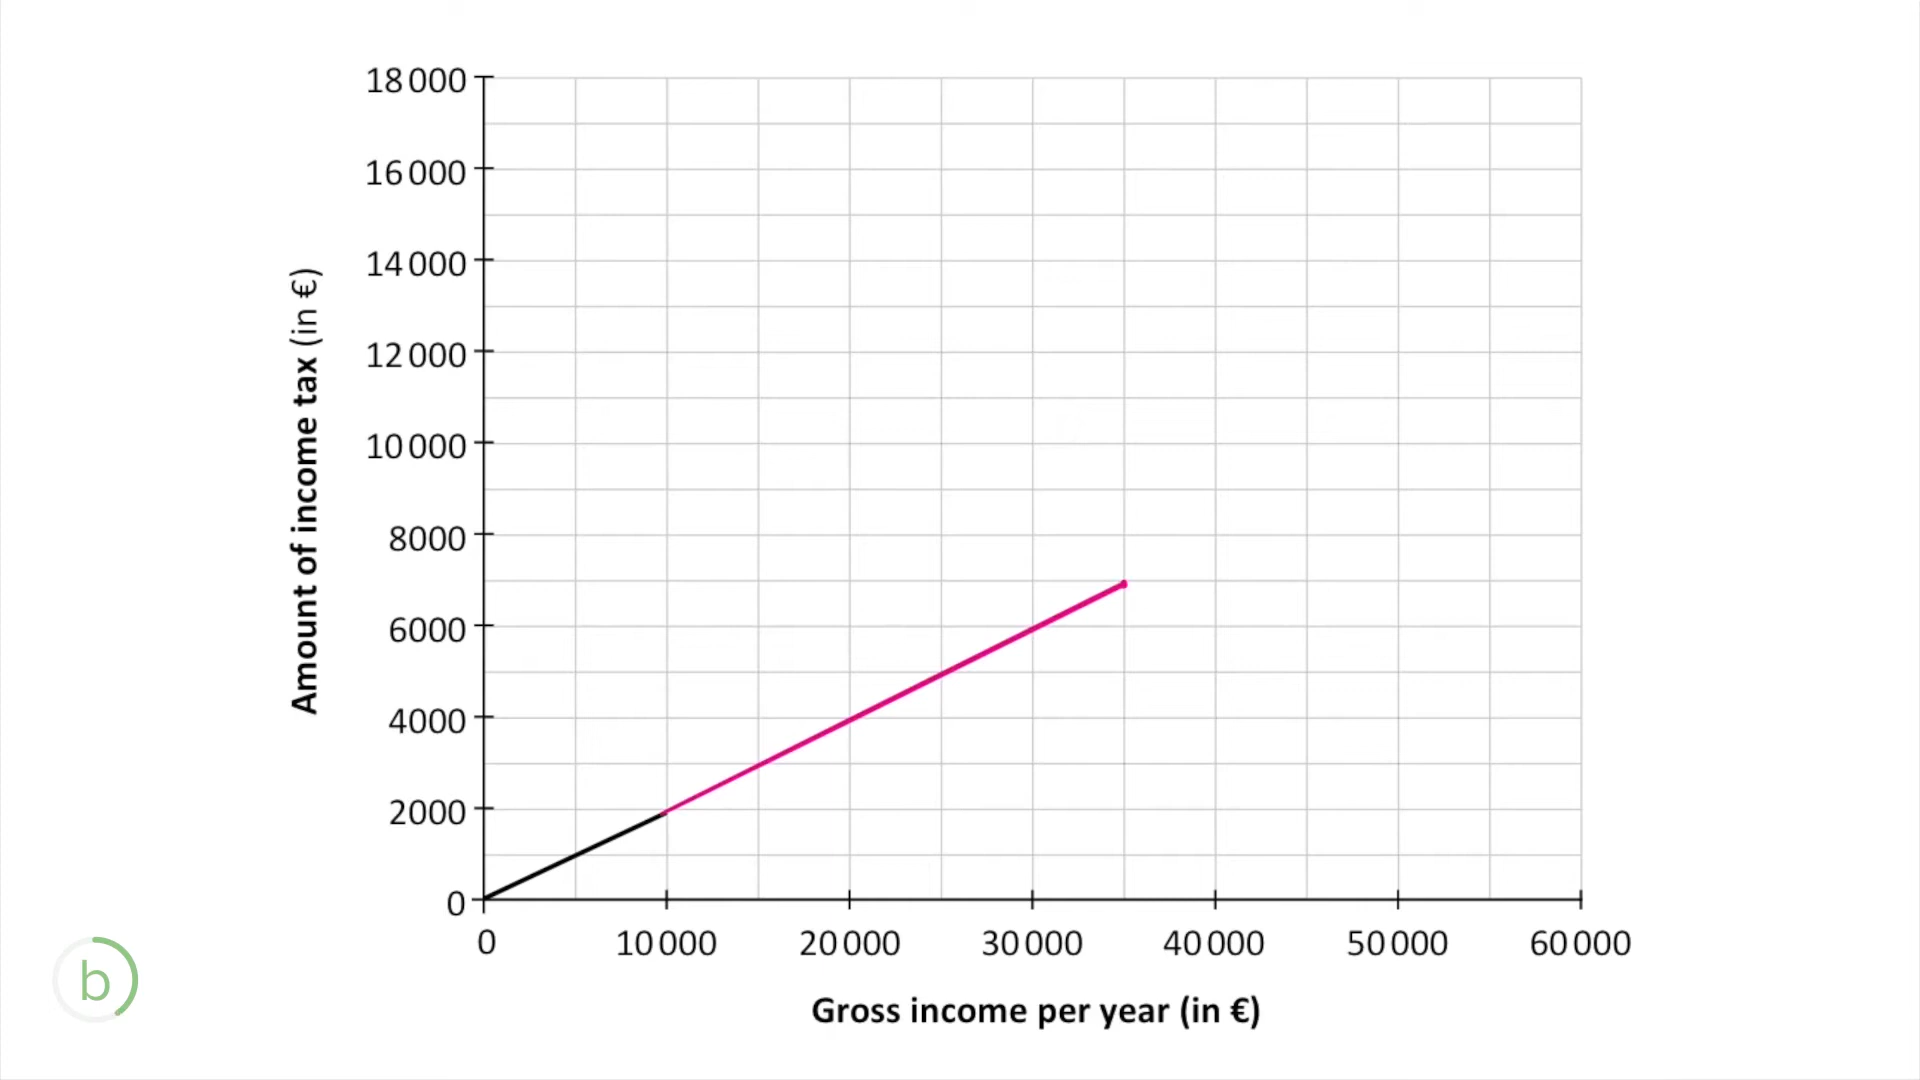 18 000
16 000
14 000
12 000
10 000
8000
6000
4000
2000
0
Amount of income tax (in €)
0 10 000 20 000 30 000 40 000 50 000 60 000
Gross income per year (in €)
b